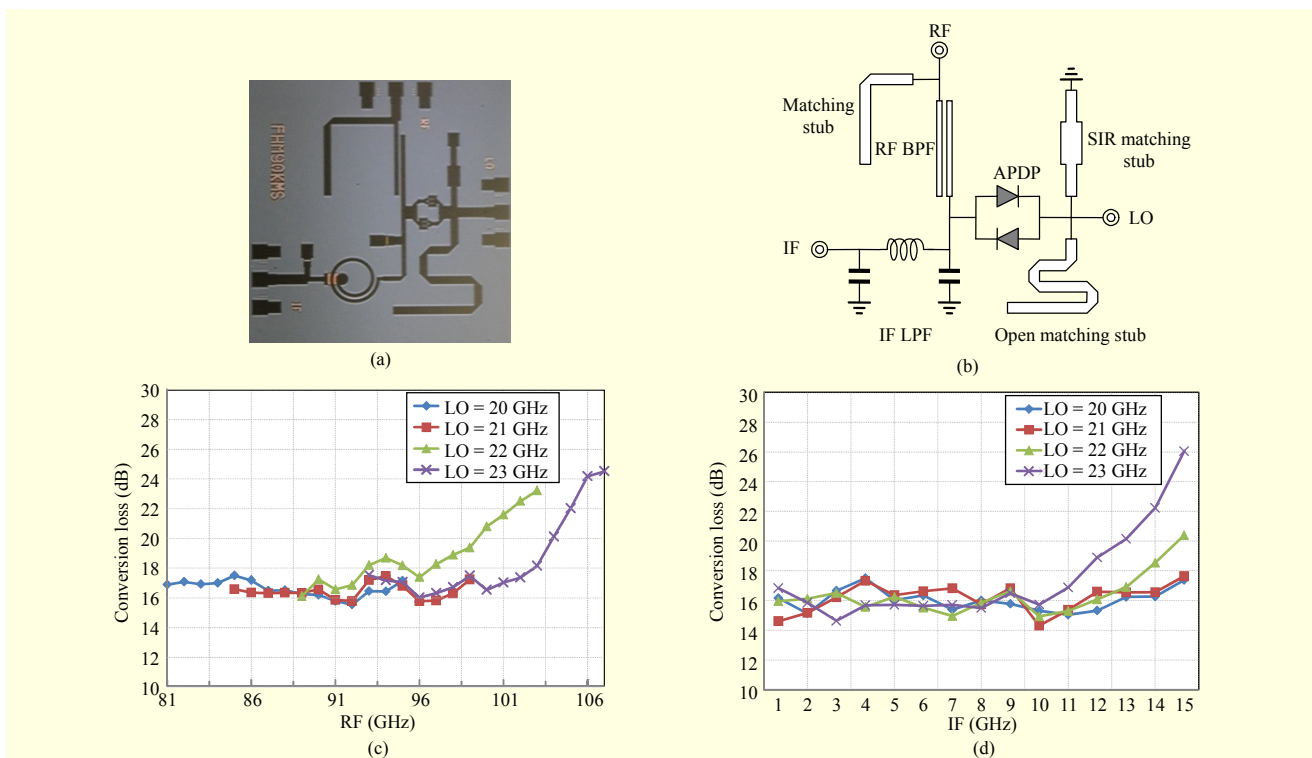 FHM90KMS
RF
LO
IF
(a)
RF
Matching
stub
RF BPF
SIR matching
stub
APDP
LO
IF
IF LPF
Open matching stub
(b)
30
28
26
24
22
20
18
16
14
12
10
Conversion loss (dB)
LO = 20 GHz
LO = 21 GHz
LO = 22 GHz
LO = 23 GHz
81 86 91 96 101 106
RF (GHz)
(c)
30
28
26
24
22
20
18
16
14
12
10
Conversion loss (dB)
LO = 20 GHz
LO = 21 GHz
LO = 22 GHz
LO = 23 GHz
1 2 3 4 5 6 7 8 9 10 11 12 13 14 15
IF (GHz)
(d)